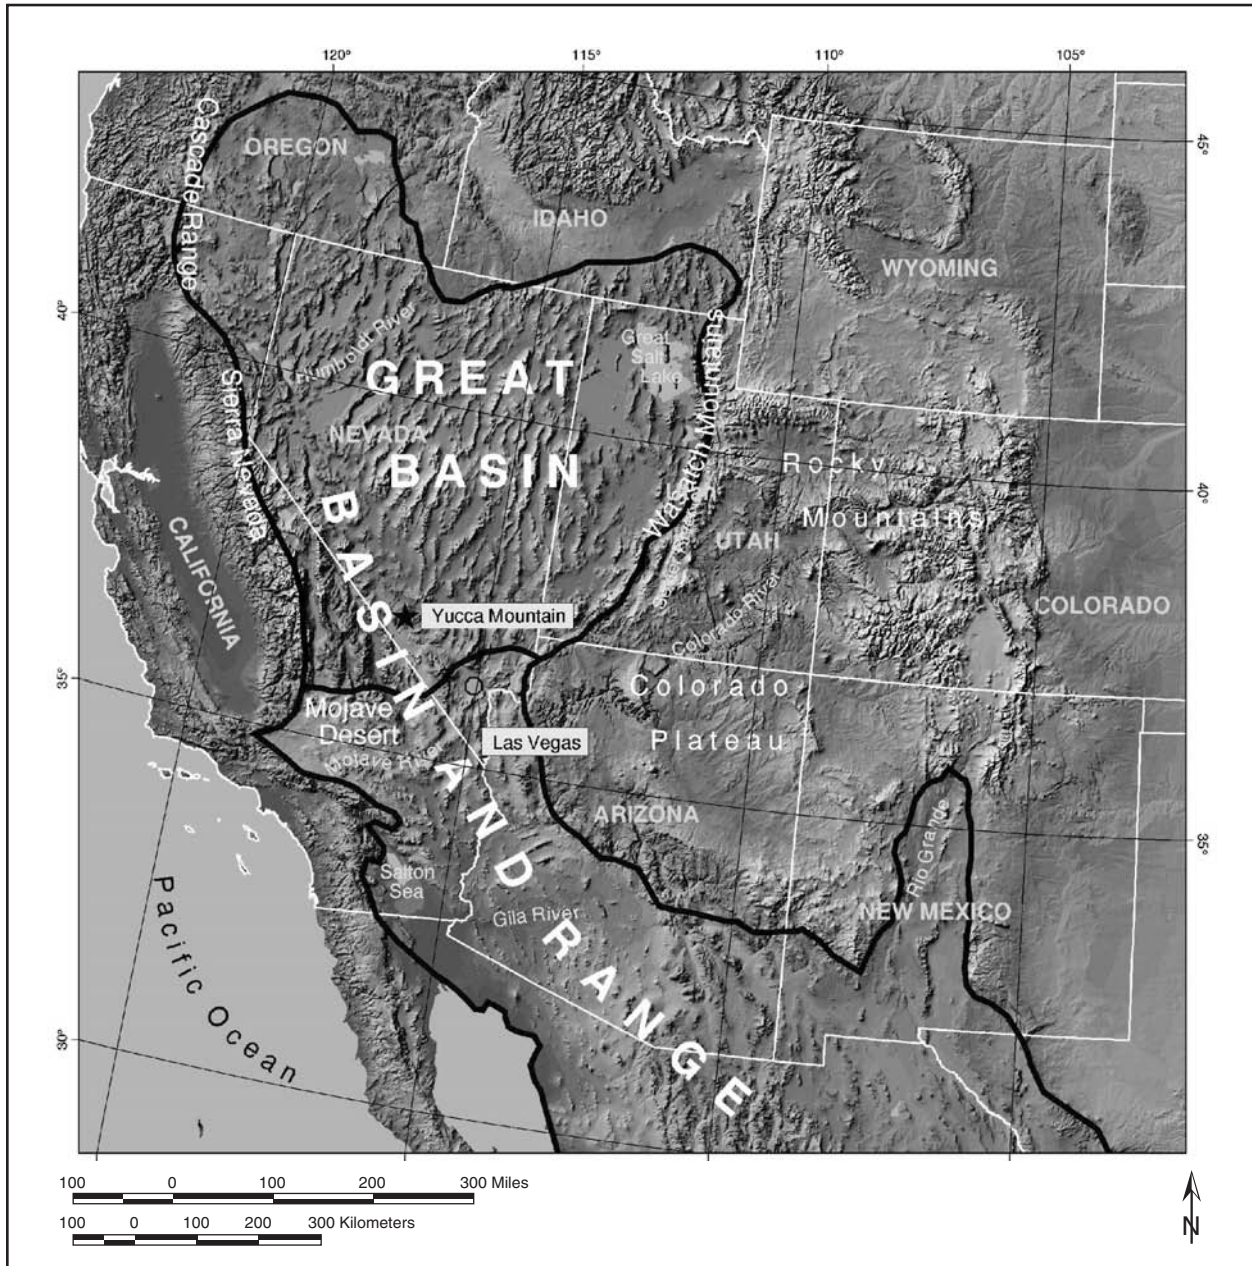 120°
115°
110°
105°
45°
40°
35°
30°
40°
35°
Cascade Range
OREGON
IDAHO
WYOMING
Humboldt River
GREAT
BASIN
NEVADA
Great
Salt
Lake
Wasatch Mountains
Sierra Nevada
Rocky
Mountains
UTAH
CALIFORNIA
COLORADO
Colorado River
Yucca Mountain
BASIN AND RANGE
Colorado
Plateau
Mojave
Desert
Mojave River
Las Vegas
ARIZONA
Rio Grande
NEW MEXICO
Salton
Sea
Gila River
Pacific Ocean
100 0 100 200 300 Miles
100 0 100 200 300 Kilometers
N